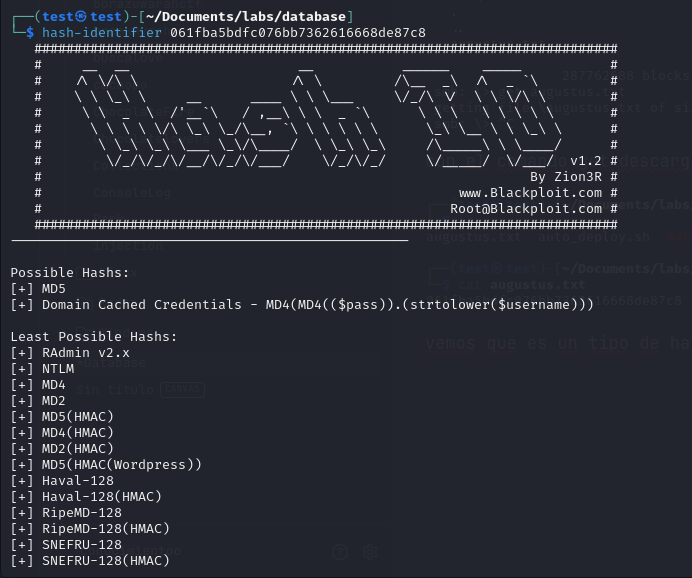 ┌──(test㉿test)-[~/Documents/labs/database]
└─$ hash-identifier 061fba5bdfc076bb7362616668de87c8
#########################################################################
HASH ID
v1.2 #
By Zion3R #
www.Blackploit.com #
Root@Blackploit.com #
#########################################################################
--------------------------------------------------
Possible Hashs:
[+] MD5
[+] Domain Cached Credentials - MD4(MD4(($pass)).(strtolower($username)))
Least Possible Hashs:
[+] RAdmin v2.x
[+] NTLM
[+] MD4
[+] MD2
[+] MD5(HMAC)
[+] MD4(HMAC)
[+] MD2(HMAC)
[+] MD5(HMAC(Wordpress))
[+] Haval-128
[+] Haval-128(HMAC)
[+] RipeMD-128
[+] RipeMD-128(HMAC)
[+] SNEFRU-128
[+] SNEFRU-128(HMAC)